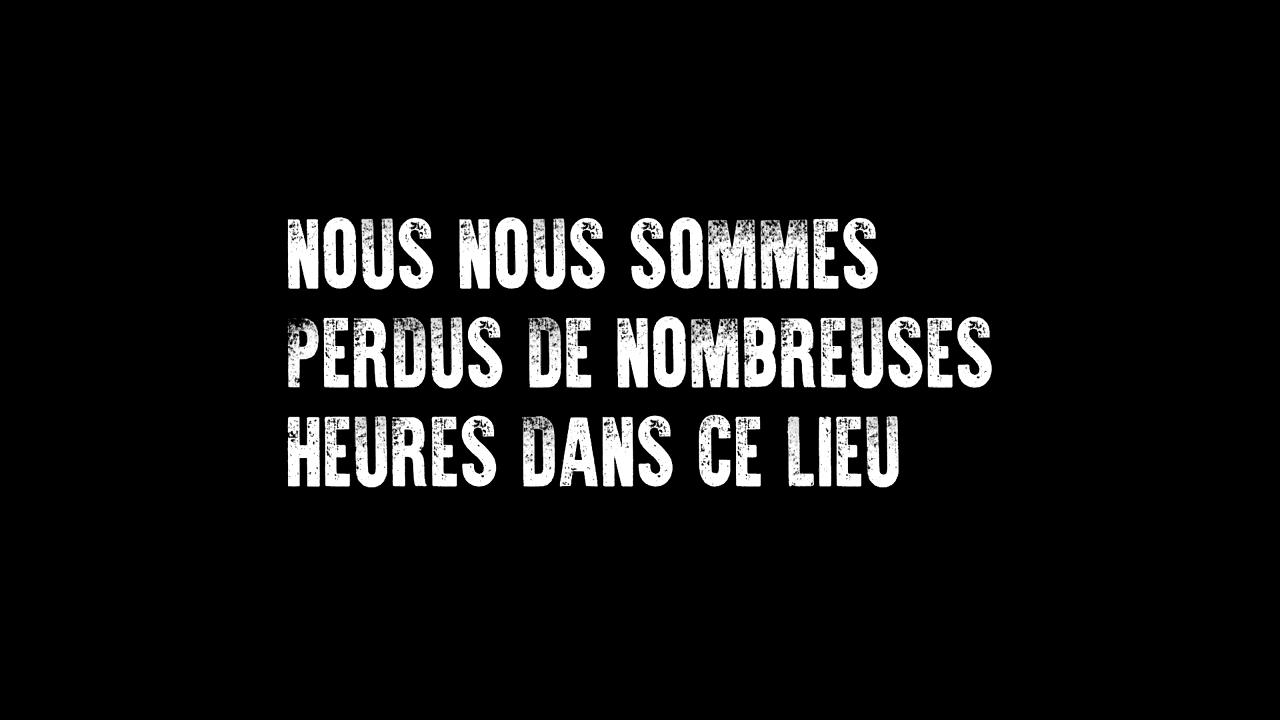 NOUS NOUS SOMMES
PERDUS DE NOMBREUSES
HEURES DANS CE LIEU